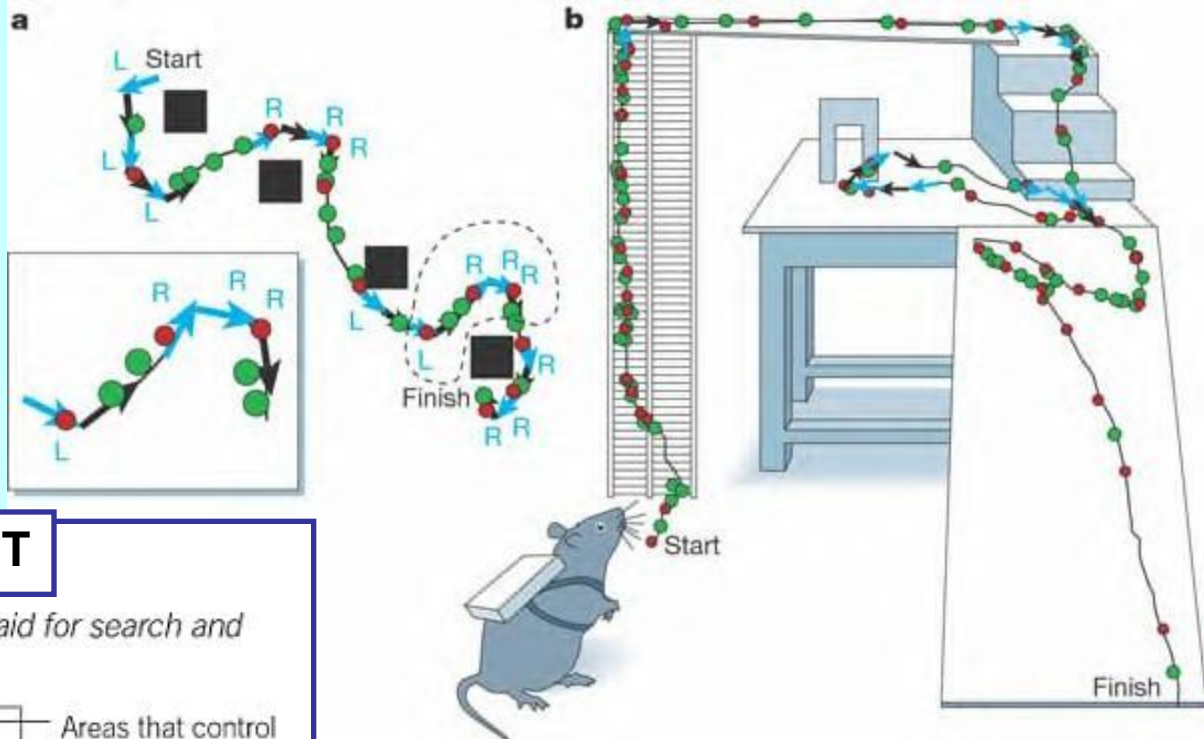 a
b
L Start
R
R
R
L
L
R
R
R
L
L
R
Finish
R
R
R
R
R
L
Start
Finish
T
aid for search and
Areas that control